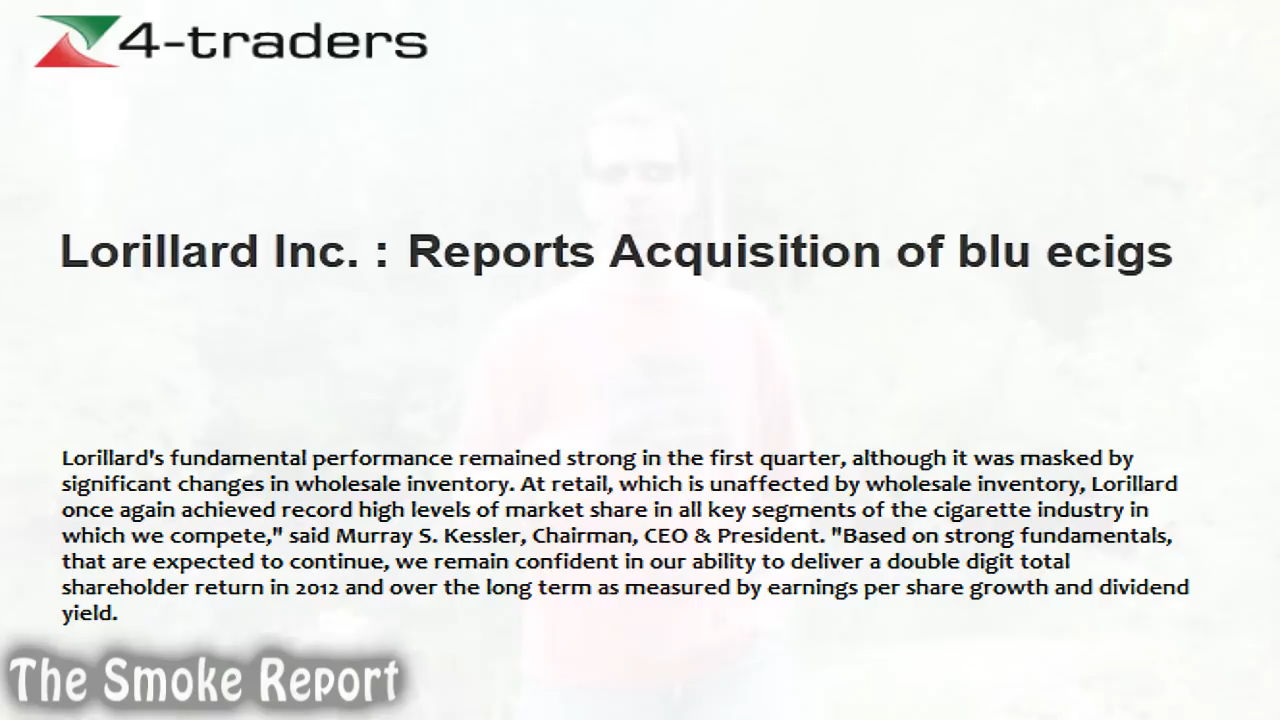 4-traders
Lorillard Inc. : Reports Acquisition of blu ecigs
Lorillard's fundamental performance remained strong in the first quarter, although it was masked by
significant changes in wholesale inventory. At retail, which is unaffected by wholesale inventory, Lorillard
once again achieved record high levels of market share in all key segments of the cigarette industry in
which we compete," said Murray S. Kessler, Chairman, CEO & President. "Based on strong fundamentals,
that are expected to continue, we remain confident in our ability to deliver a double digit total
shareholder return in 2012 and over the long term as measured by earnings per share growth and dividend
yield.
The Smoke Report